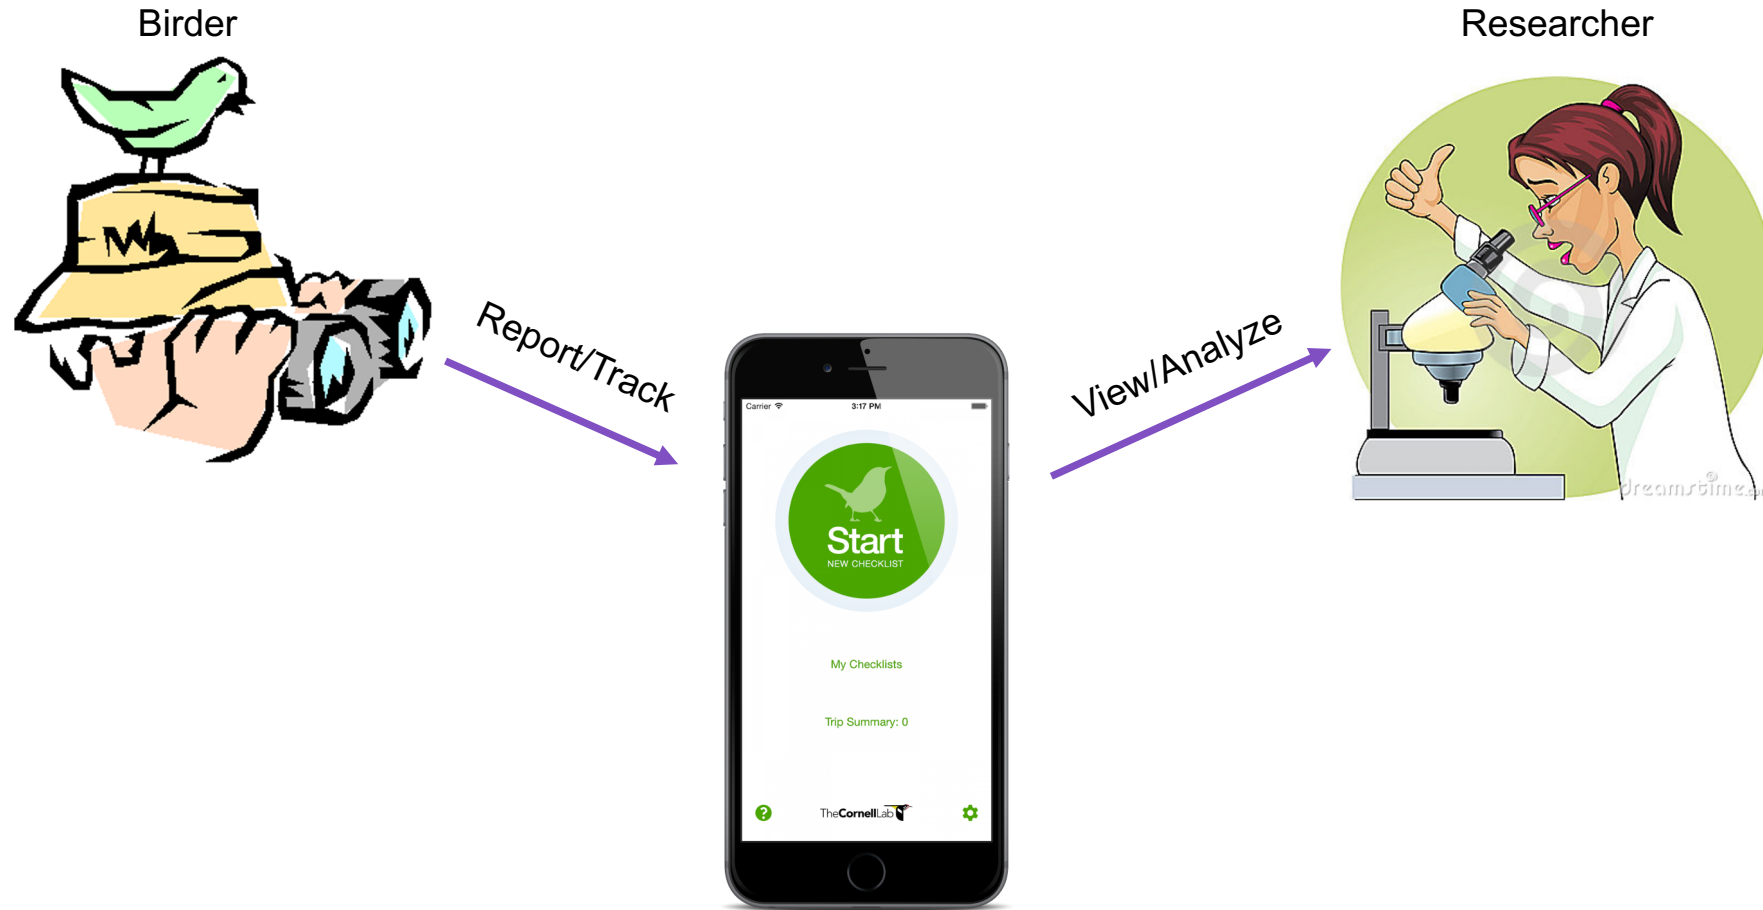 Birder
Researcher
Report/Track
View/Analyze
Carrier
3:17 PM
Start
NEW CHECKLIST
My Checklists
Trip Summary: 0
?
TheCornellLab